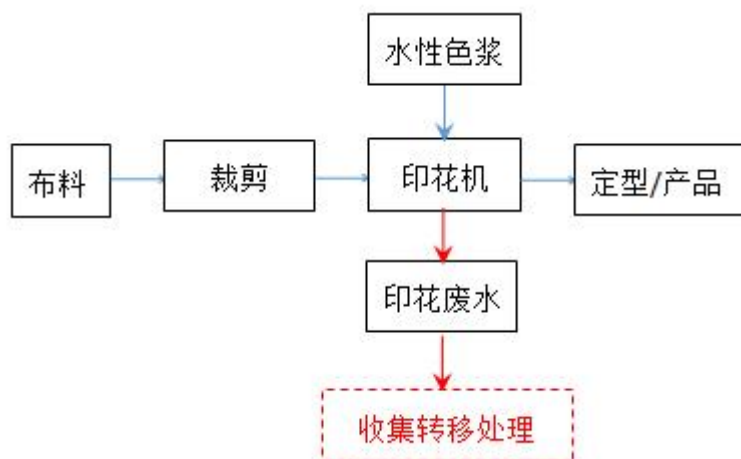 水性色浆
布料
裁剪
印花机
定型/产品
印花废水
收集转移处理